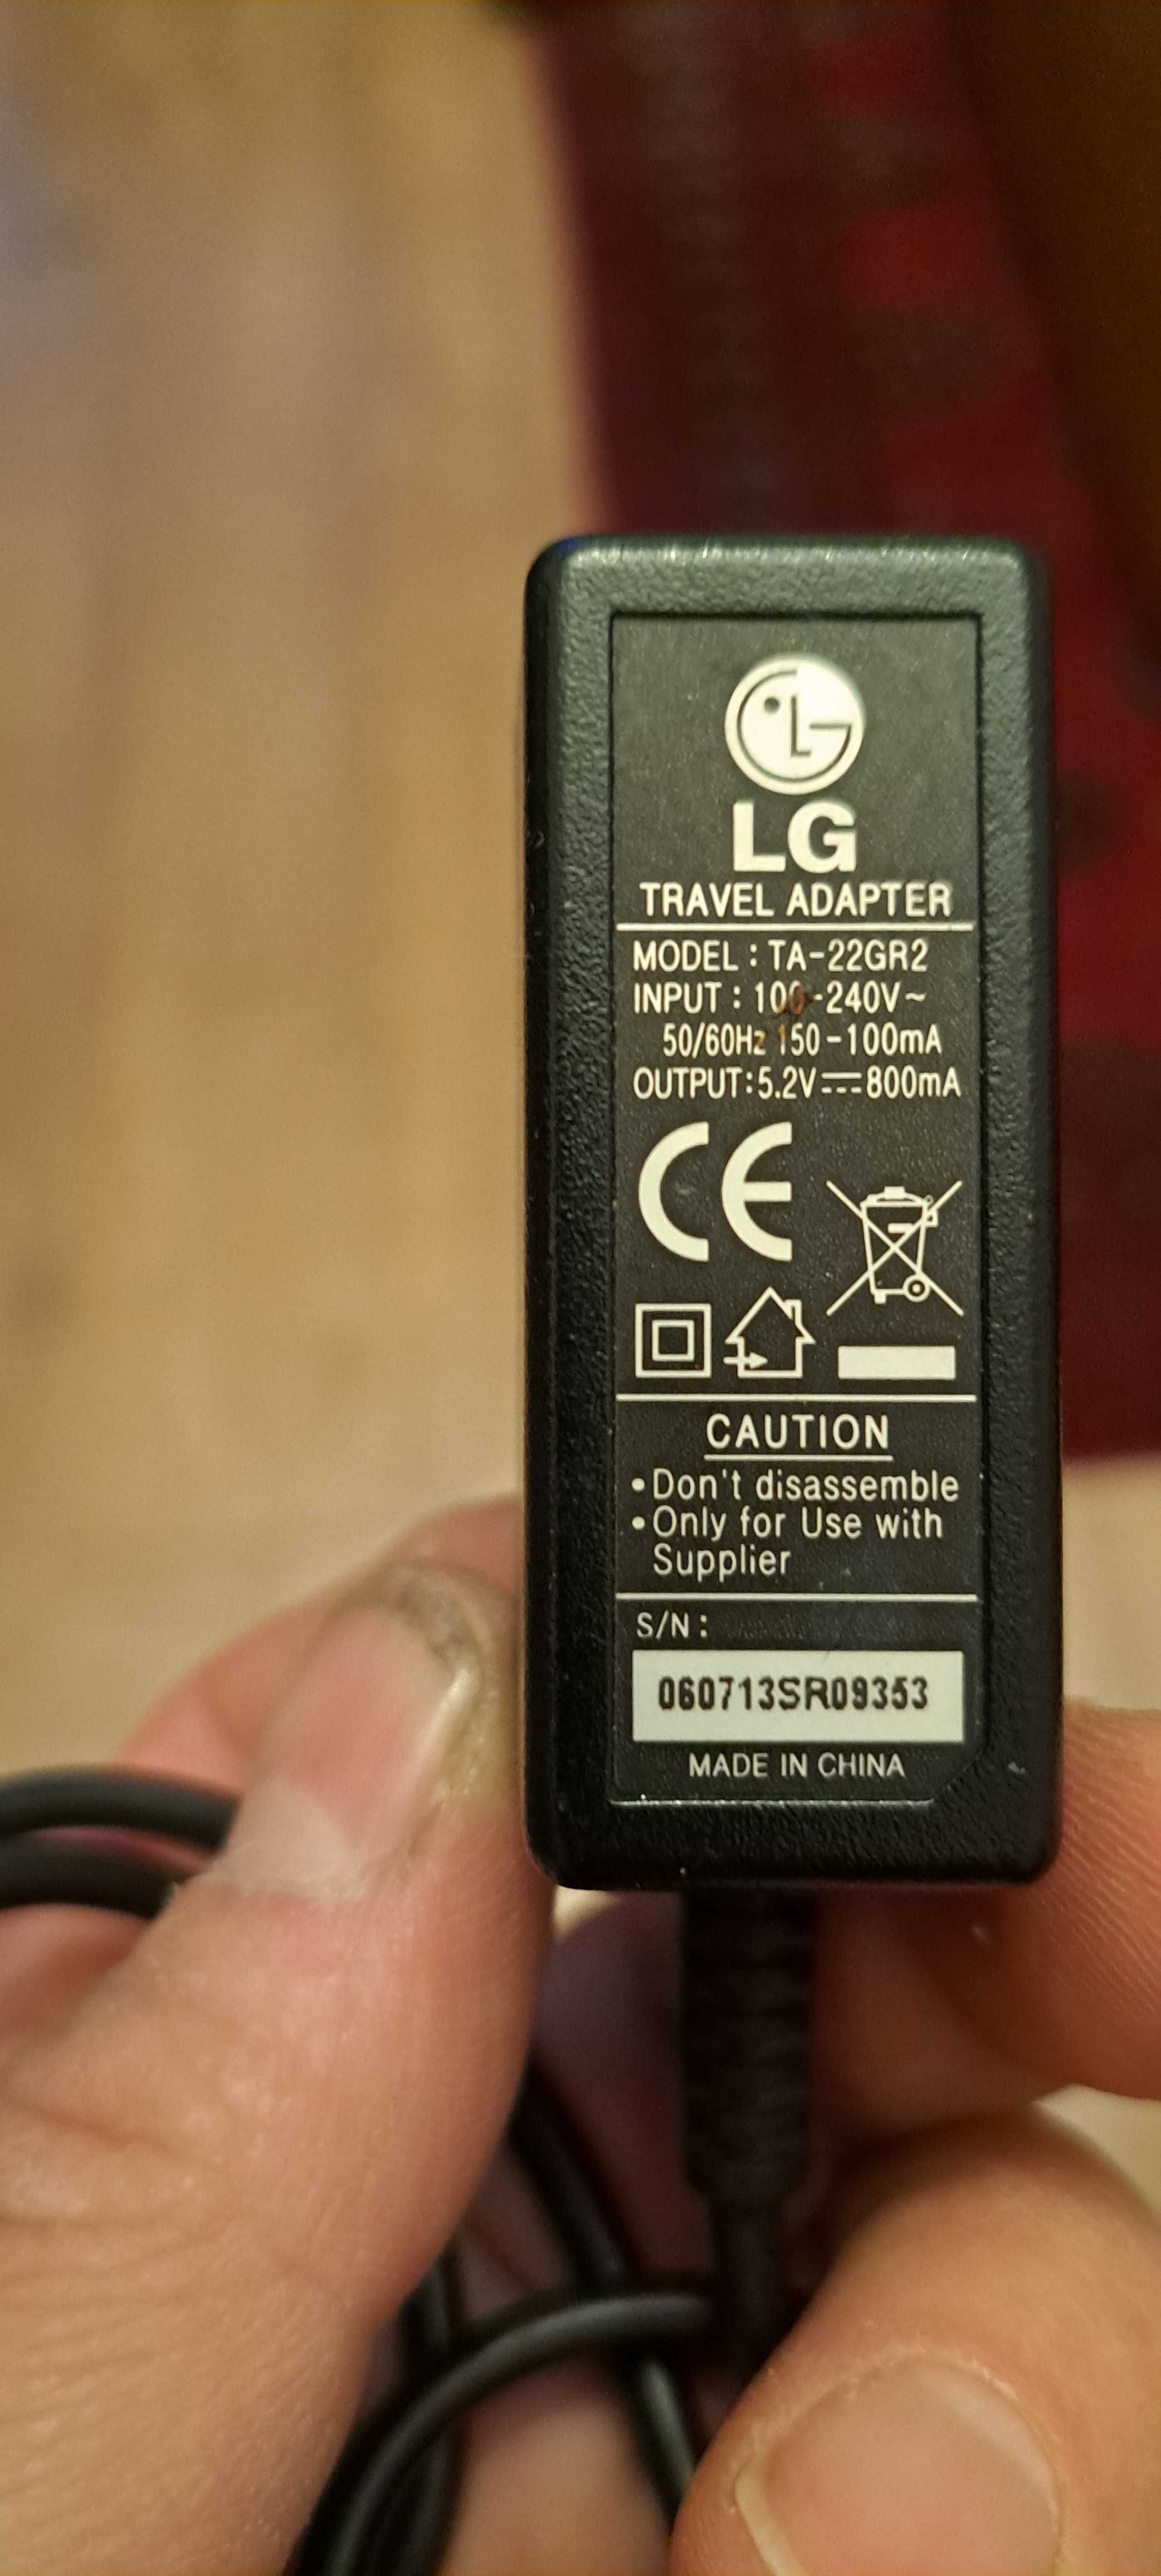 LG
TRAVEL ADAPTER
MODEL : TA-22GR2
INPUT : 100-240V~
50/60Hz 150-100mA
OUTPUT:5.2V⎓800mA
CE
CAUTION
•Don't disassemble
•Only for Use with
Supplier
S/N :
060713SR09353
MADE IN CHINA